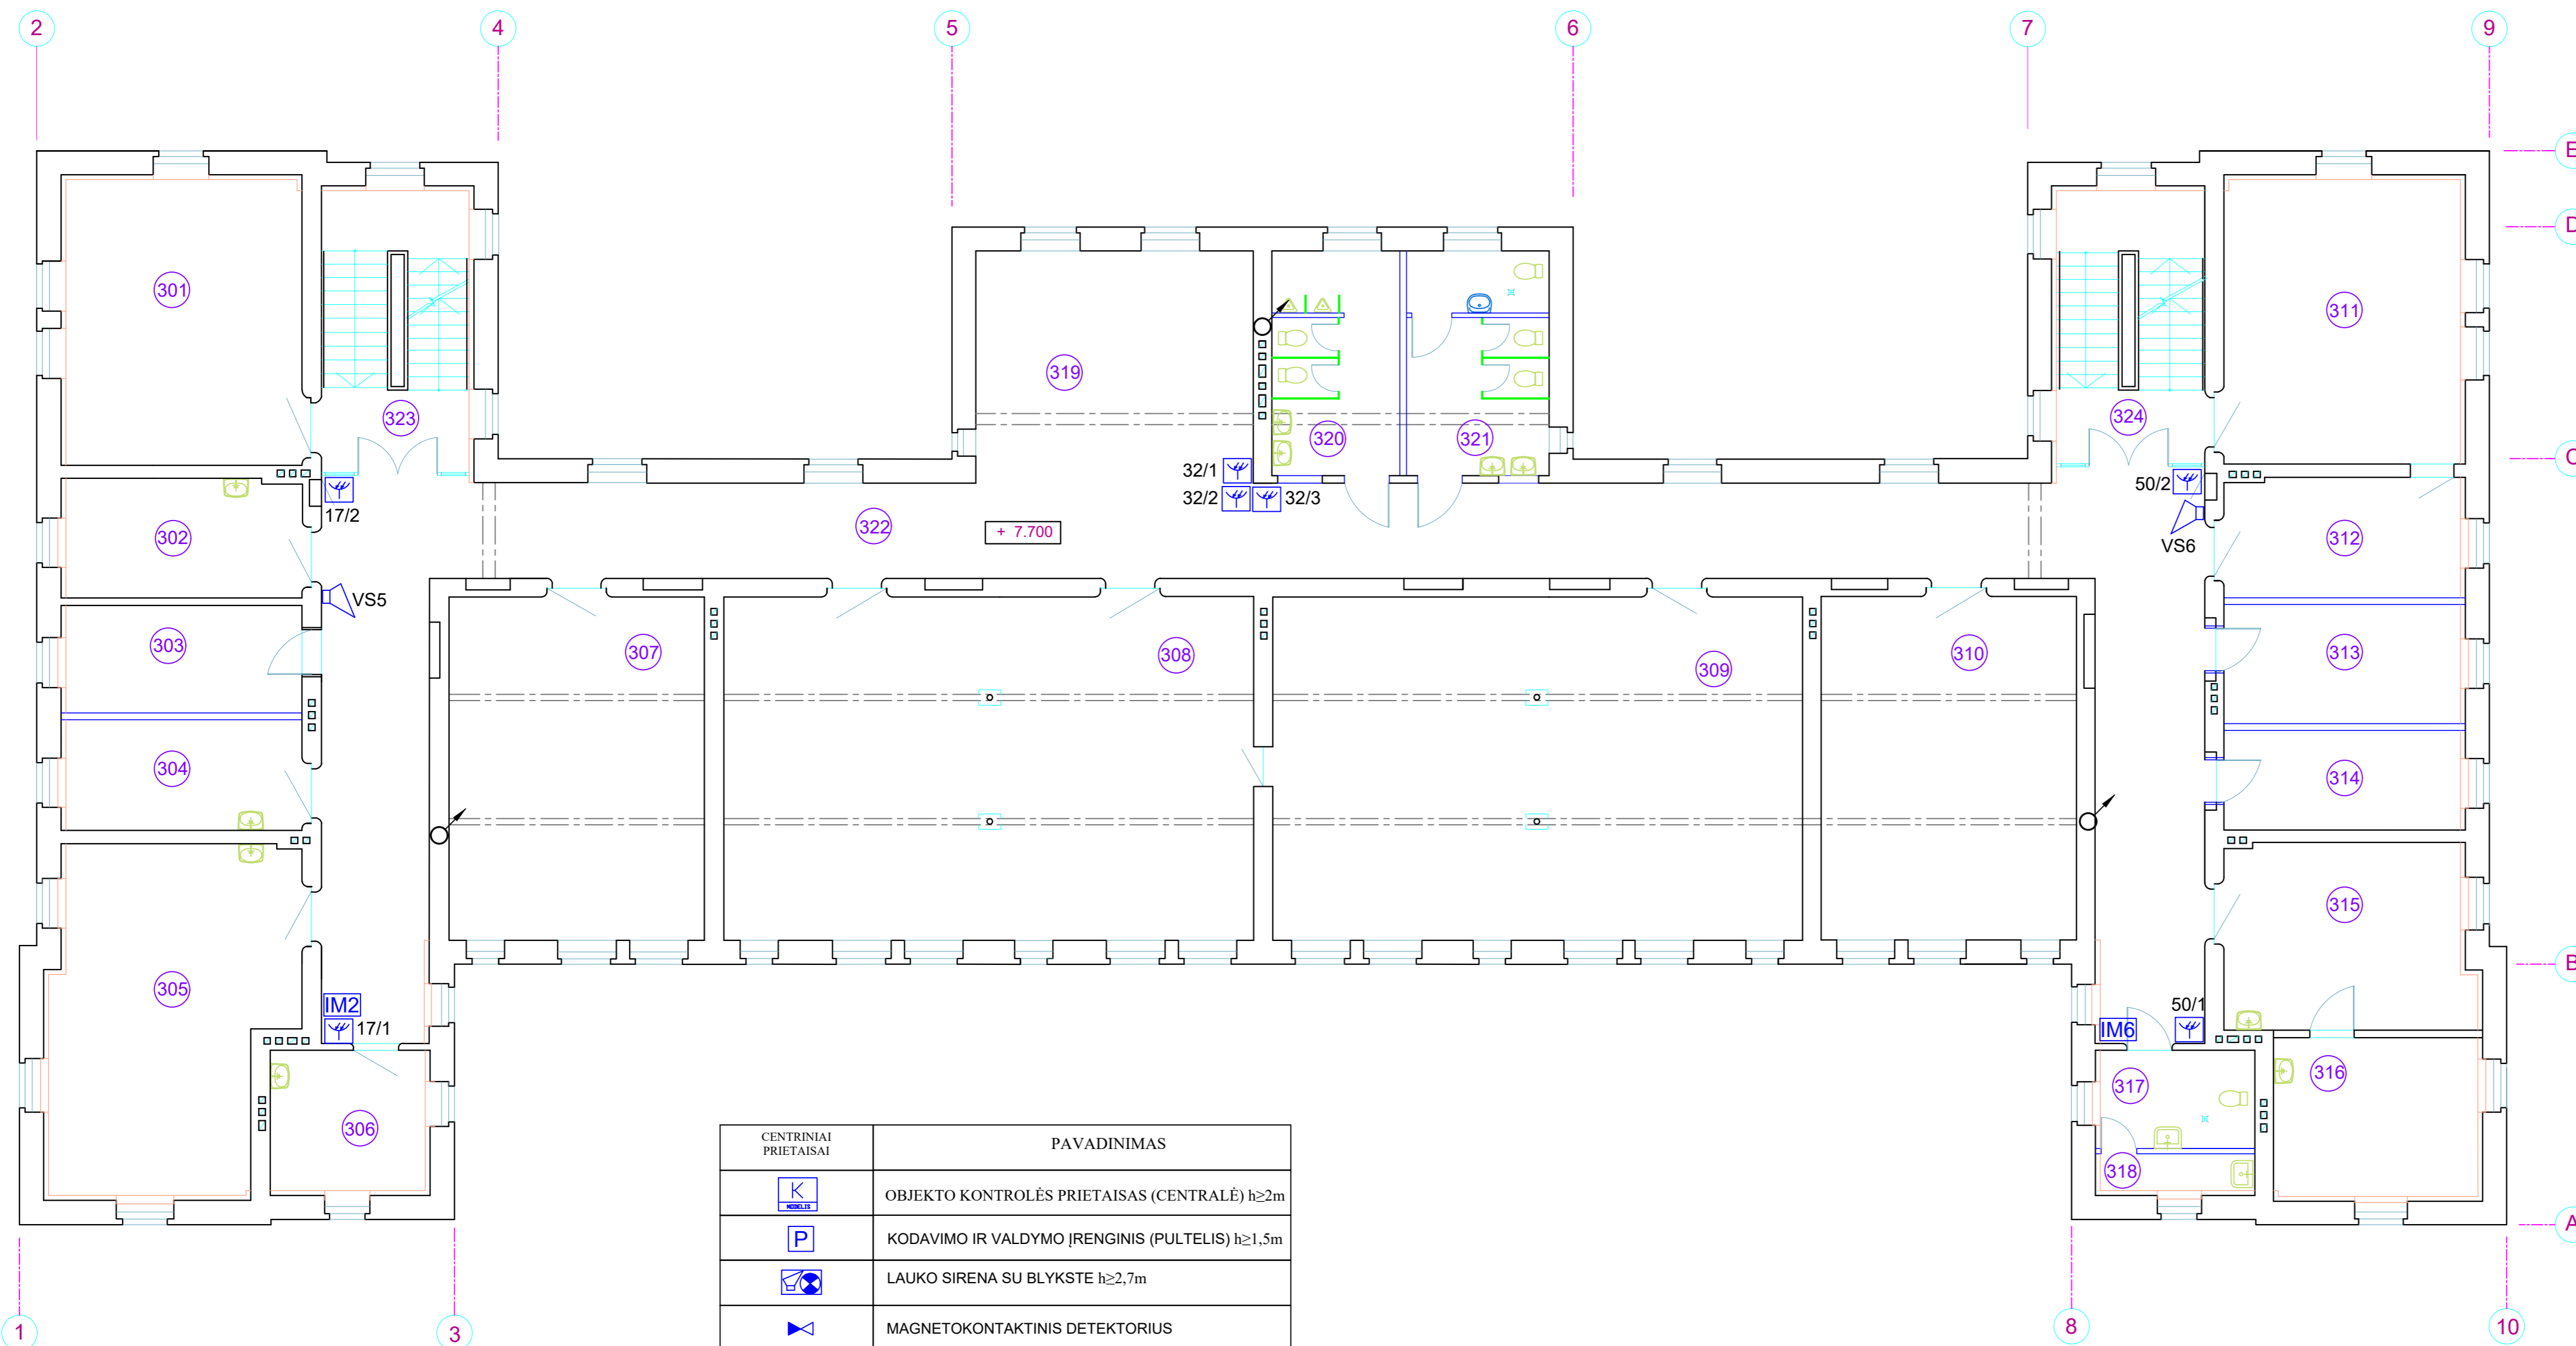 2
4
5
6
7
9
E
D
301
311
319
323
324
320
321
C
32/1
50/2
32/2
32/3
17/2
322
+ 7.700
302
312
VS6
VS5
303
307
308
309
310
313
304
314
315
305
B
IM2
17/1
50/1
IM6
306
317
316
318
CENTRINIAI
PRIETAISAI
PAVADINIMAS
K
MODELIS
OBJEKTO KONTROLĖS PRIETAISAS (CENTRALĖ) h≥2m
P
KODAVIMO IR VALDYMO ĮRENGINIS (PULTELIS) h≥1,5m
LAUKO SIRENA SU BLYKSTE h≥2,7m
MAGNETOKONTAKTINIS DETEKTORIUS
A
1
3
8
10